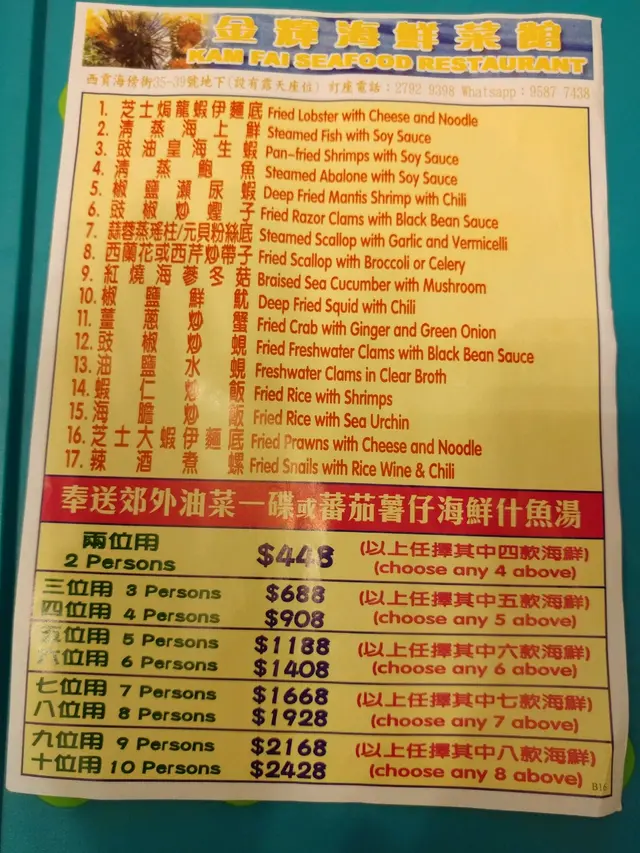 金輝海鮮菜館
KAM FAI SEAFOOD RESTAURANT
西貢海傍街35-39號地下(設有露天座位) 訂座電話:2792 9398 Whatsapp:9587 7438
1. 芝士焗龍蝦伊麵底 Fried Lobster with Cheese and Noodle
2. 清蒸海上鮮 Steamed Fish with Soy Sauce
3. 豉油皇海生蝦 Pan-fried Shrimps with Soy Sauce
4. 清蒸鮑魚 Steamed Abalone with Soy Sauce
5. 椒鹽瀨尿蝦 Deep Fried Mantis Shrimp with Chili
6. 豉椒炒蟶子 Fried Razor Clams with Black Bean Sauce
7. 蒜蓉蒸瑤柱/元貝粉絲底 Steamed Scallop with Garlic and Vermicelli
8. 西蘭花或西芹炒帶子 Fried Scallop with Broccoli or Celery
9. 紅燒海蔘冬菇 Braised Sea Cucumber with Mushroom
10. 椒鹽鮮魷 Deep Fried Squid with Chili
11. 薑蔥炒蟹 Fried Crab with Ginger and Green Onion
12. 豉椒炒蜆 Fried Freshwater Clams with Black Bean Sauce
13. 油鹽水蜆 Freshwater Clams in Clear Broth
14. 蝦仁炒飯 Fried Rice with Shrimps
15. 海膽炒飯 Fried Rice with Sea Urchin
16. 芝士大蝦伊麵底 Fried Prawns with Cheese and Noodle
17. 辣酒煮螺 Fried Snails with Rice Wine & Chili
奉送郊外油菜一碟或蕃茄薯仔海鮮什魚湯
兩位用
2 Persons $448 (以上任擇其中四款海鮮)
(choose any 4 above)
三位用 3 Persons $688 (以上任擇其中五款海鮮)
四位用 4 Persons $908 (choose any 5 above)
五位用 5 Persons $1188 (以上任擇其中六款海鮮)
六位用 6 Persons $1408 (choose any 6 above)
七位用 7 Persons $1668 (以上任擇其中七款海鮮)
八位用 8 Persons $1928 (choose any 7 above)
九位用 9 Persons $2168 (以上任擇其中八款海鮮)
十位用 10 Persons $2428 (choose any 8 above)